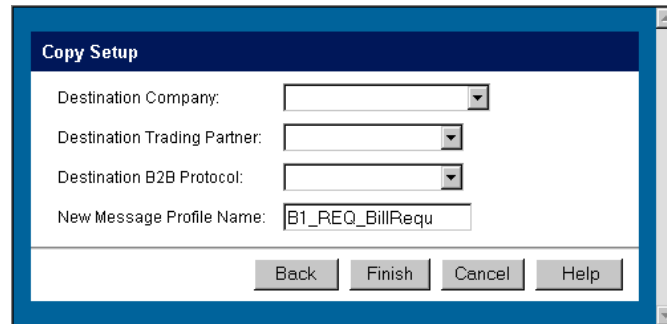 Copy Setup
Destination Company:
Destination Trading Partner:
Destination B2B Protocol:
New Message Profile Name: B1_REQ_BillRequ
Back Finish Cancel Help